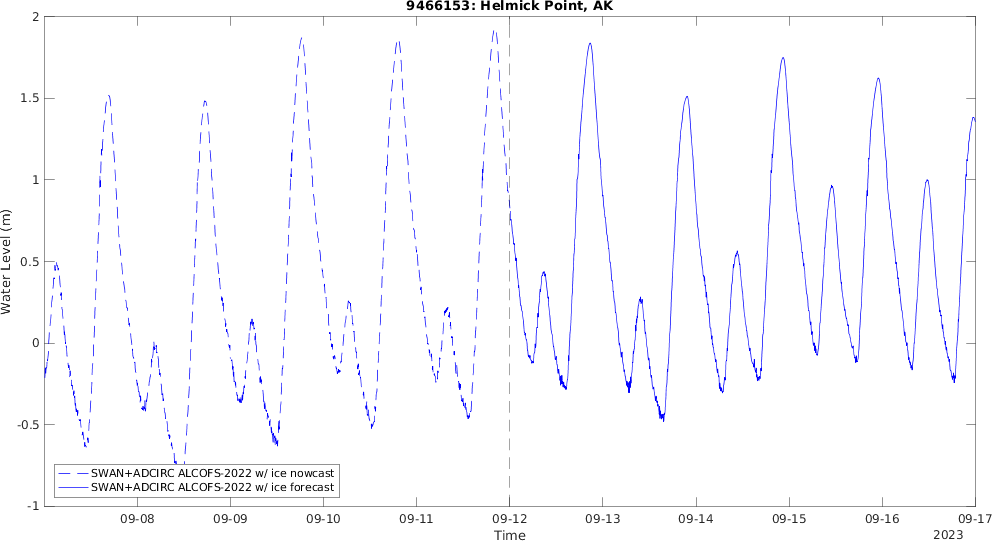 9466153: Helmick Point, AK
2
1.5
1
0.5
0
-0.5
-1
Water Level (m)
SWAN+ADCIRC ALCOFS-2022 w/ ice nowcast
SWAN+ADCIRC ALCOFS-2022 w/ ice forecast
09-08 09-09 09-10 09-11 09-12 09-13 09-14 09-15 09-16 09-17
Time
2023